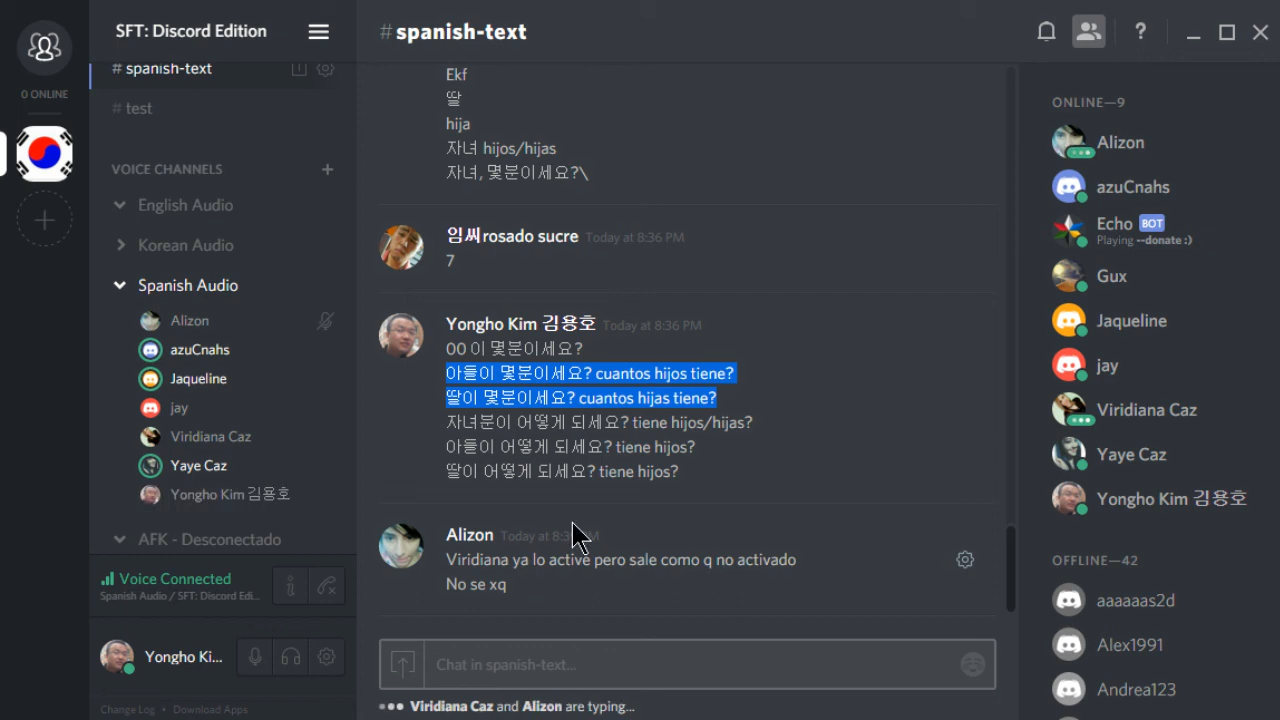 0 ONLINE
SFT: Discord Edition
# spanish-text
# test
VOICE CHANNELS
English Audio
Korean Audio
Spanish Audio
Alizon
azuCnahs
Jaqueline
jay
Viridiana Caz
Yaye Caz
Yongho Kim 김용호
AFK - Desconectado
Voice Connected
Spanish Audio / SFT: Discord Edi...
Yongho Ki...
Change Log • Download Apps
# spanish-text
Ekf
딸
hija
자녀 hijos/hijas
자녀, 몇분이세요?\
임씨rosado sucre Today at 8:36 PM
7
Yongho Kim 김용호 Today at 8:36 PM
00 이 몇분이세요?
아들이 몇분이세요? cuantos hijos tiene?
딸이 몇분이세요? cuantos hijas tiene?
자녀분이 어떻게 되세요? tiene hijos/hijas?
아들이 어떻게 되세요? tiene hijos?
딸이 어떻게 되세요? tiene hijos?
Alizon Today at
Viridiana ya lo active pero sale como q no activado
No se xq
Chat in spanish-text...
Viridiana Caz and Alizon are typing...
?
ONLINE—9
Alizon
azuCnahs
Echo BOT
Playing --donate :)
Gux
Jaqueline
jay
Viridiana Caz
Yaye Caz
Yongho Kim 김용호
OFFLINE—42
aaaaaas2d
Alex1991
Andrea123